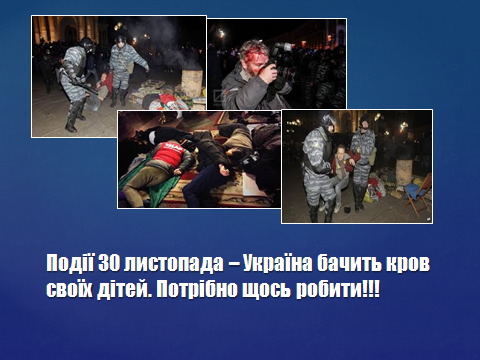 Події 30 листопада – Україна бачить кров
своїх дітей. Потрібно щось робити!!!